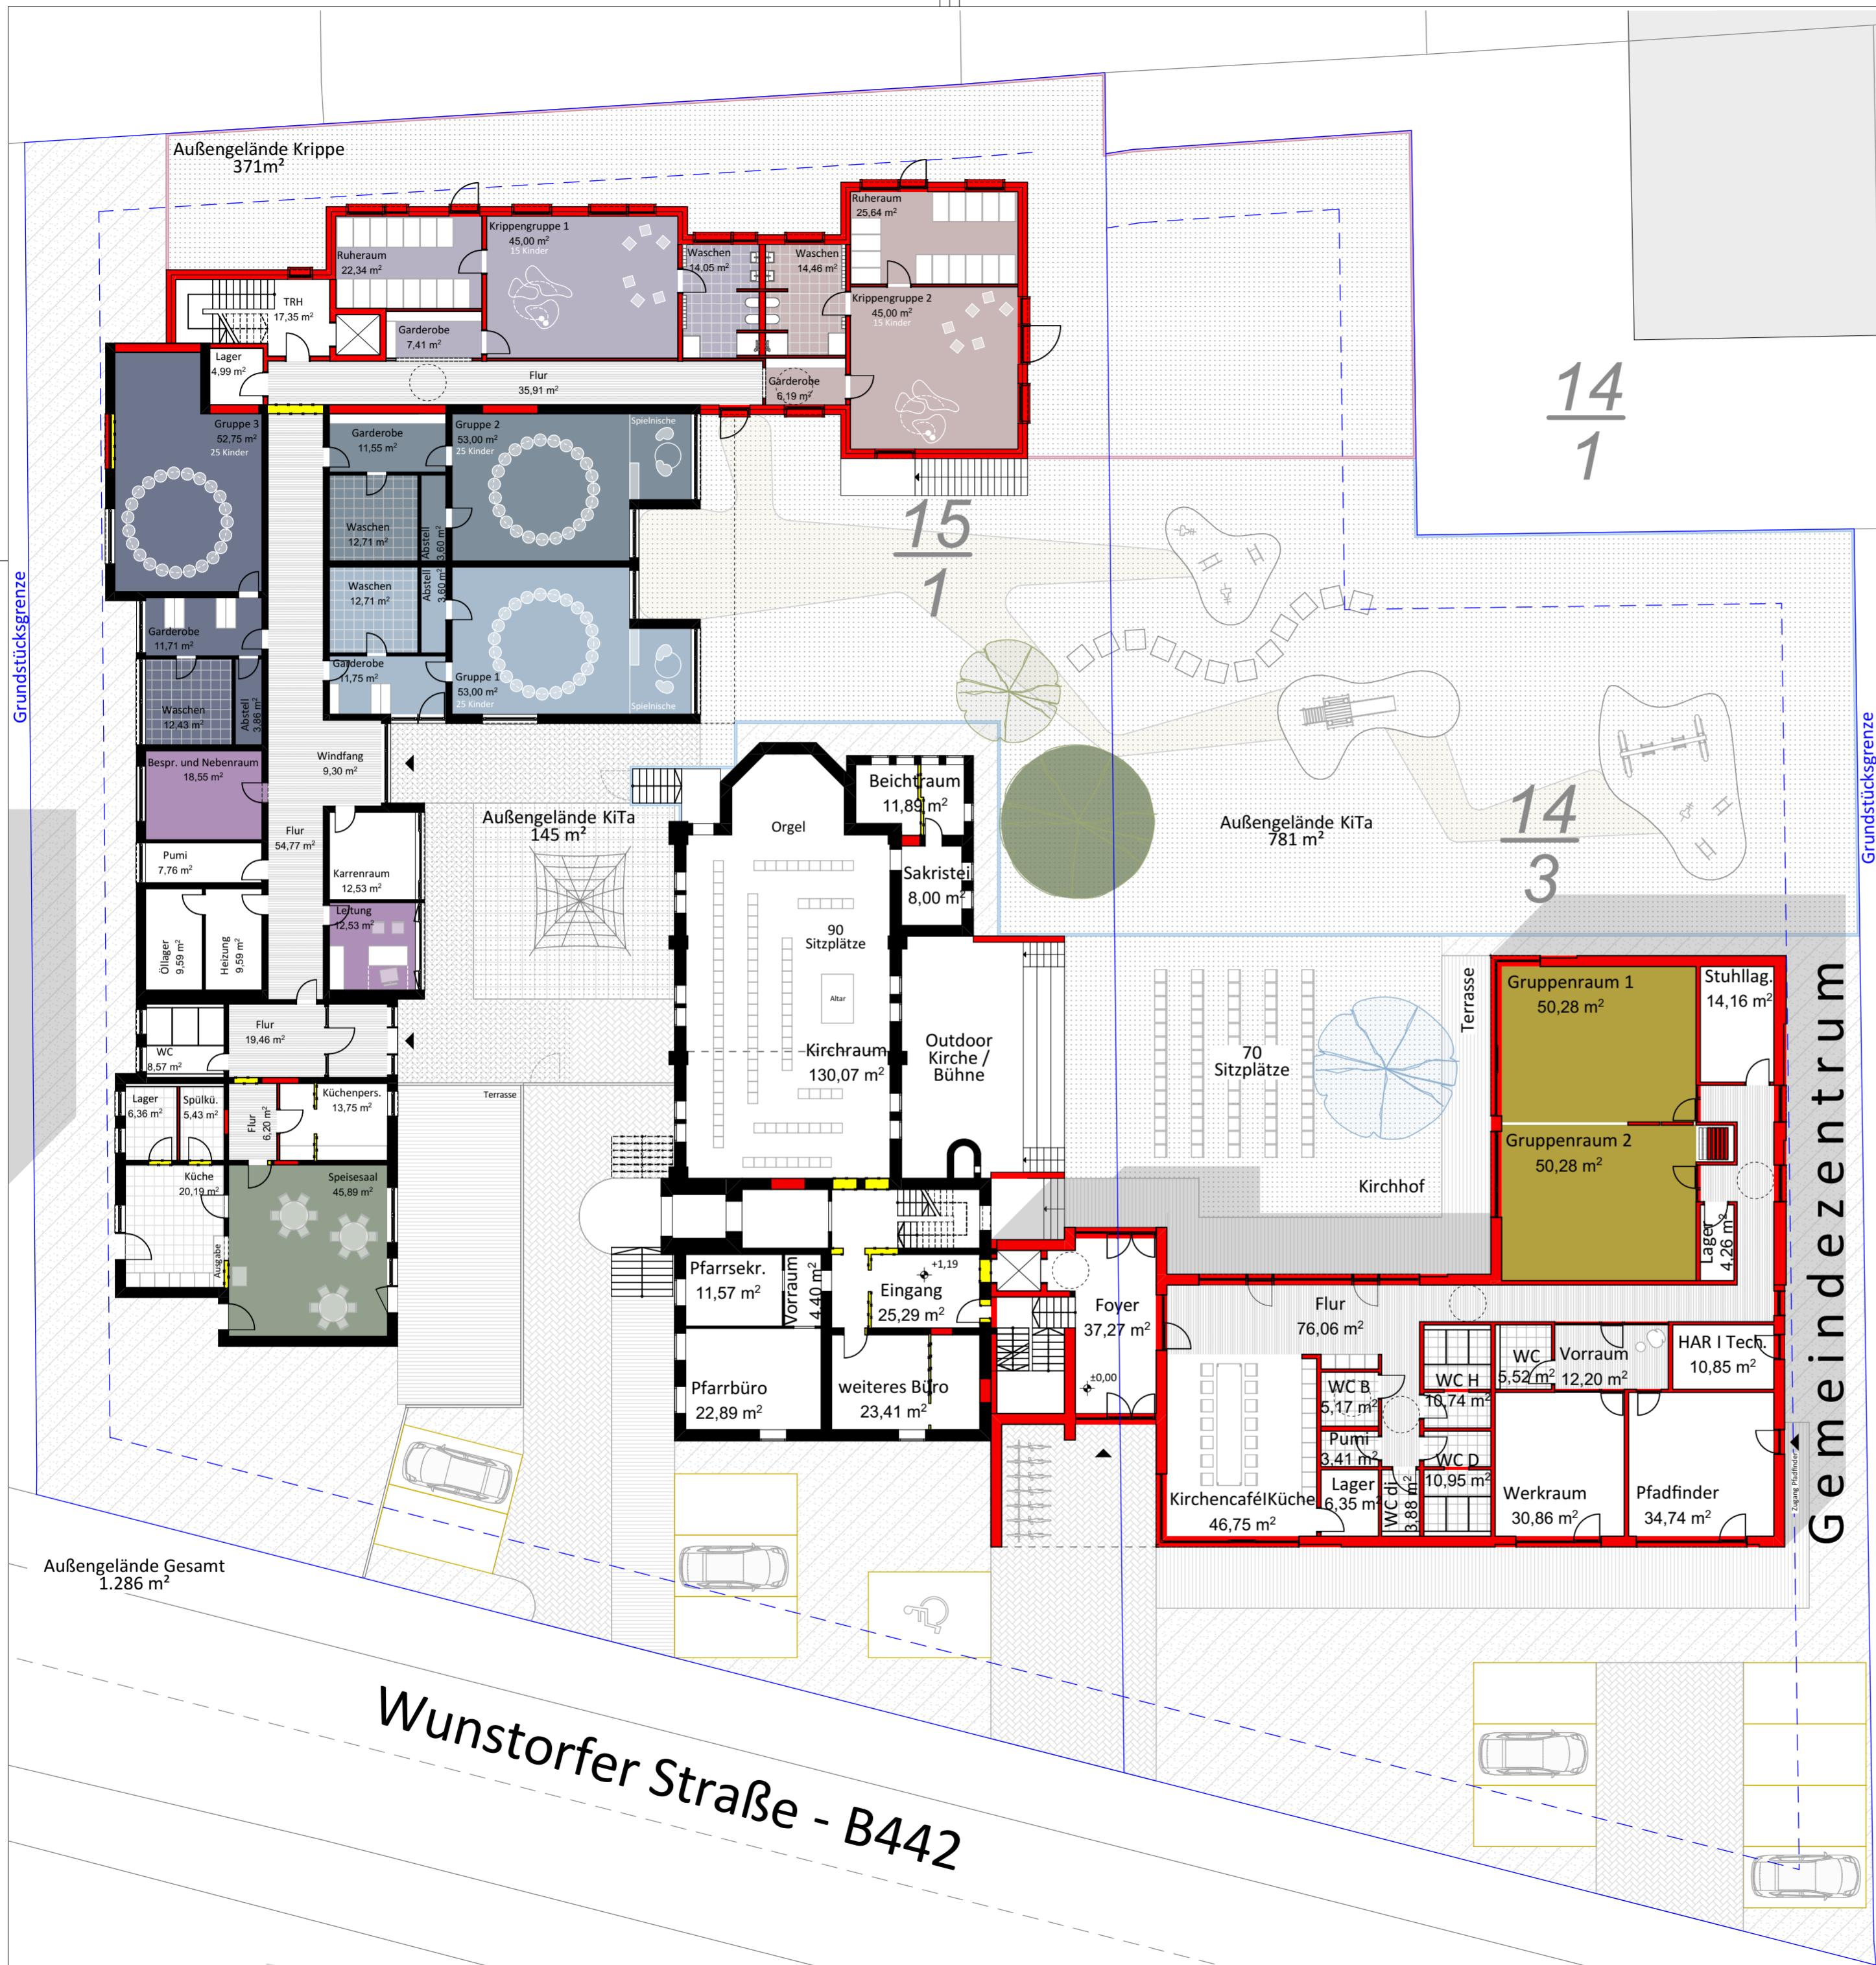 Außengelände Krippe
371m²
Ruheraum
25,64 m²
Krippengruppe 1
45,00 m²
15 Kinder
Ruheraum
22,34 m²
Waschen
14,05 m²
Waschen
14,46 m²
Krippengruppe 2
45,00 m²
15 Kinder
TRH
17,35 m²
Garderobe
7,41 m²
Lager
4,99 m²
Flur
35,91 m²
Garderobe
6,19 m²
14
1
Gruppe 3
52,75 m²
25 Kinder
Garderobe
11,55 m²
Gruppe 2
53,00 m²
25 Kinder
Spielnische
Waschen
12,71 m²
Abstell
3,60 m²
15
1
Waschen
12,71 m²
Abstell
3,60 m²
Grundstücksgrenze
Garderobe
11,71 m²
Garderobe
11,75 m²
Gruppe 1
53,00 m²
25 Kinder
Spielnische
Waschen
12,43 m²
Abstell
3,86 m²
Grundstücksgrenze
Bespr. und Nebenraum
18,55 m²
Windfang
9,30 m²
Beichtraum
11,89 m²
Außengelände KiTa
145 m²
Orgel
Außengelände KiTa
781 m²
14
3
Flur
54,77 m²
Pumi
7,76 m²
Karrenraum
12,53 m²
Sakristei
8,00 m²
Leitung
12,53 m²
Öllager
9,59 m²
Heizung
9,59 m²
90
Sitzplätze
Altar
Terrasse
Gruppenraum 1
50,28 m²
Stuhllag.
14,16 m²
Gemeindezentrum
Flur
19,46 m²
WC
8,57 m²
Kirchraum
130,07 m²
Outdoor
Kirche /
Bühne
70
Sitzplätze
Lager
6,36 m²
Spülkü.
5,43 m²
Flur
6,20 m²
Küchenpers.
13,75 m²
Terrasse
Gruppenraum 2
50,28 m²
Küche
20,19 m²
Speisesaal
45,89 m²
Ausgabe
Kirchhof
Lager
4,26 m²
Pfarrsekr.
11,57 m²
Vorraum
4,40 m²
+1,19
Eingang
25,29 m²
Foyer
37,27 m²
Flur
76,06 m²
±0,00
Pfarrbüro
22,89 m²
weiteres Büro
23,41 m²
WC B
5,17 m²
WC H
10,74 m²
WC
5,52 m²
Vorraum
12,20 m²
HAR I Tech.
10,85 m²
Pumi
3,41 m²
WC D
10,95 m²
Lager
6,35 m²
WC di
3,88 m²
KirchencafélKüche
46,75 m²
Werkraum
30,86 m²
Pfadfinder
34,74 m²
Zugang Pfadfinder
Außengelände Gesamt
1.286 m²
Wunstorfer Straße - B442